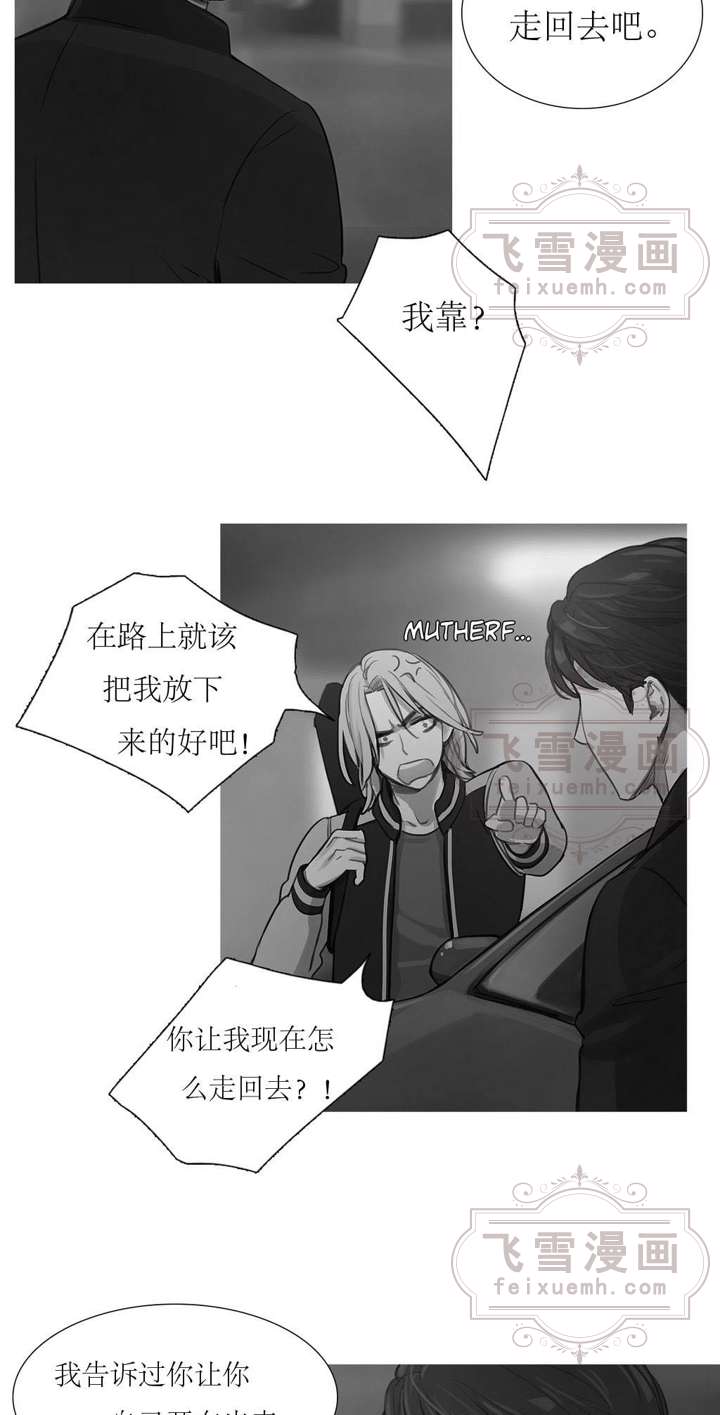 走回去吧。
飞雪漫画
feixuemh.com
我靠?
在路上就该
把我放下
来的好吧!
MUTHERF...
飞雪漫画
feixuemh.com
你让我现在怎
么走回去?!
飞雪漫画
feixuemh.com
我告诉过你让你